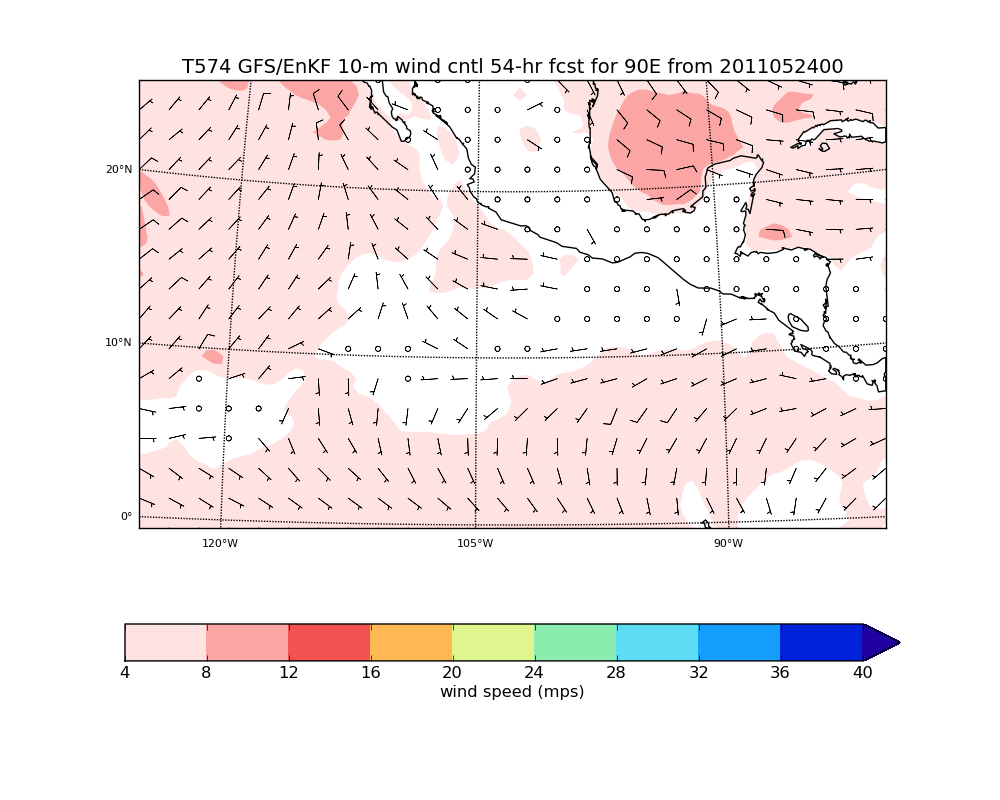 T574 GFS/EnKF 10-m wind cntl 54-hr fcst for 90E from 2011052400
20°N
10°N
0°
120°W 105°W 90°W
4 8 12 16 20 24 28 32 36 40
wind speed (mps)